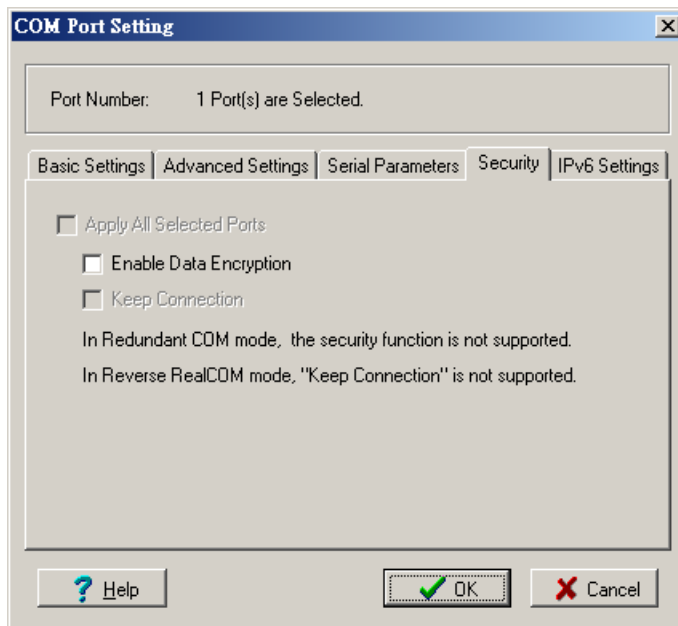 COM Port Setting
Port Number: 1 Port(s) are Selected.
Basic Settings Advanced Settings Serial Parameters Security IPv6 Settings
Apply All Selected Ports
Enable Data Encryption
Keep Connection
In Redundant COM mode, the security function is not supported.
In Reverse RealCOM mode, "Keep Connection" is not supported.
Help OK Cancel